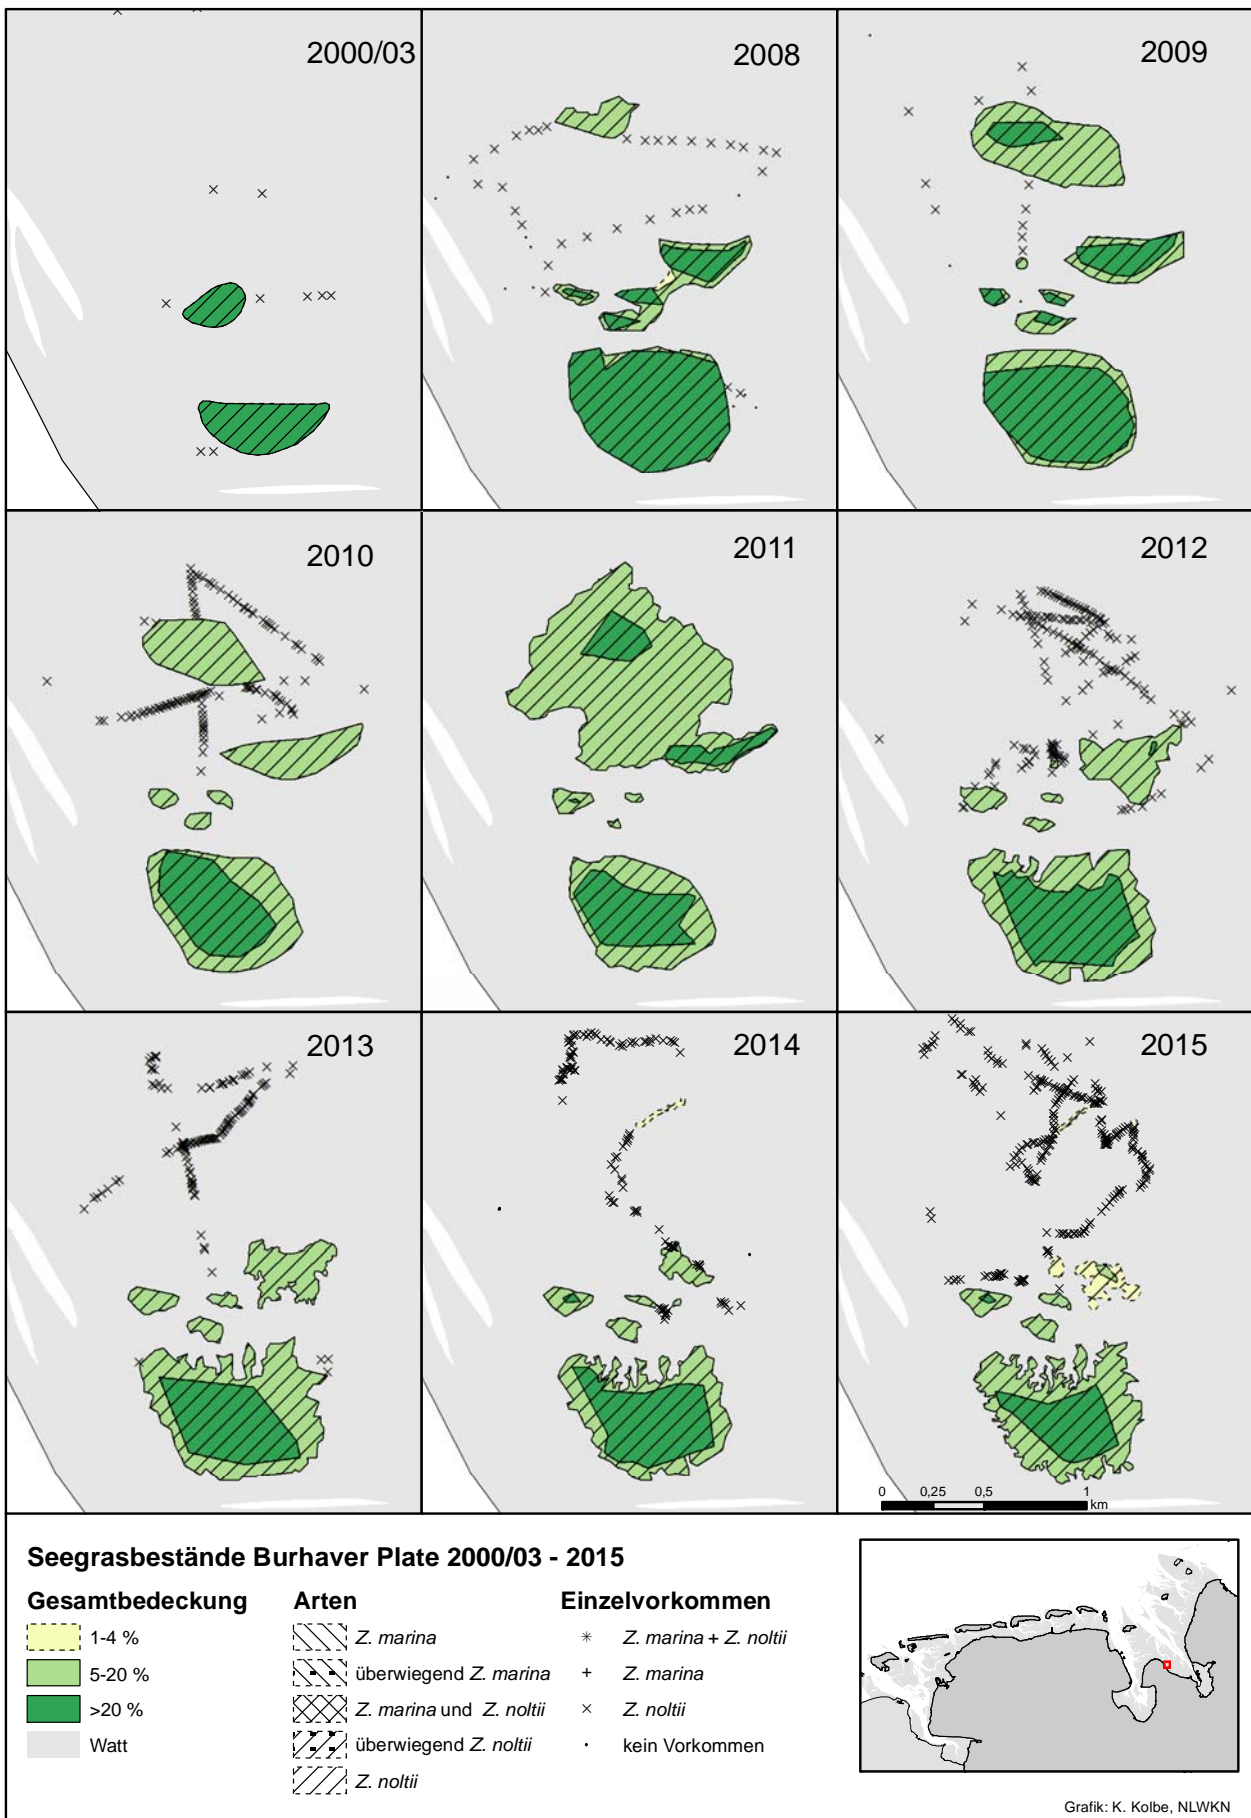 2000/03
2008
2009
2010
2011
2012
2013
2014
2015
0 0,25 0,5 1
km
Seegrasbestände Burhaver Plate 2000/03 - 2015
Gesamtbedeckung
1-4 %
5-20 %
>20 %
Watt
Arten
Z. marina
überwiegend Z. marina
Z. marina und Z. noltii
überwiegend Z. noltii
Z. noltii
Einzelvorkommen
Z. marina + Z. noltii
Z. marina
Z. noltii
kein Vorkommen
Grafik: K. Kolbe, NLWKN